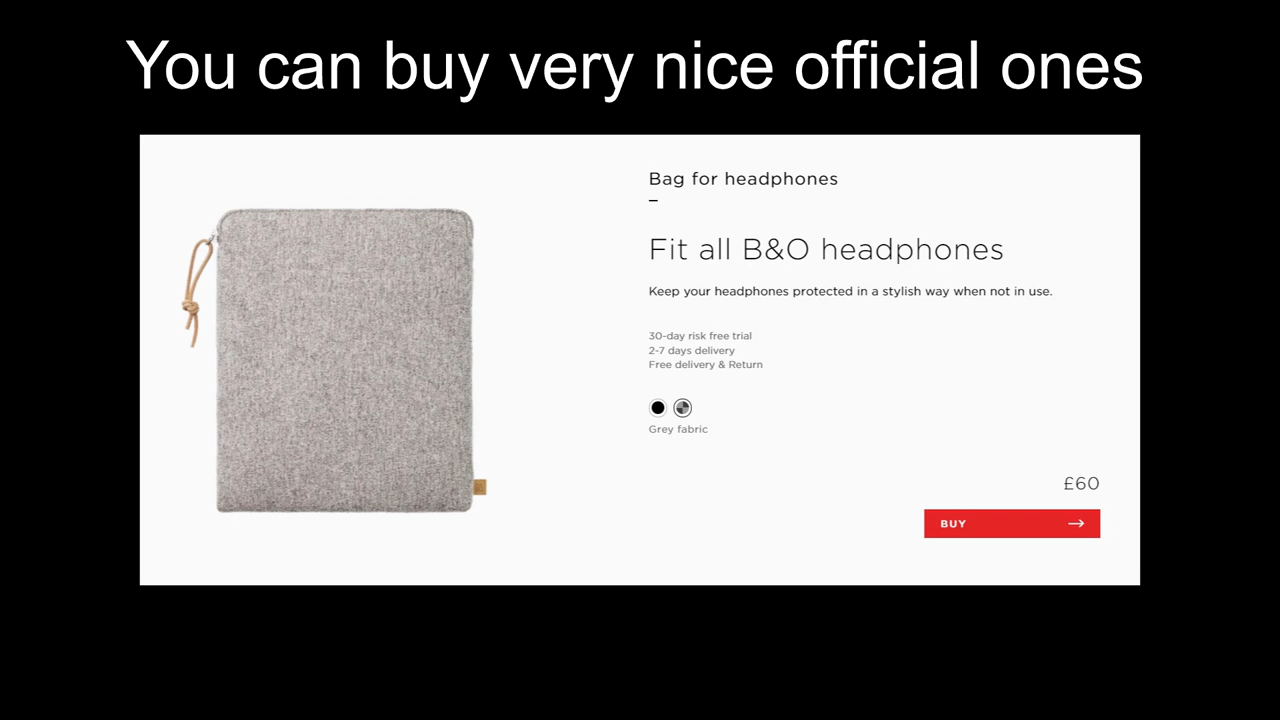 You can buy very nice official ones
Bag for headphones
–
Fit all B&O headphones
Keep your headphones protected in a stylish way when not in use.
30-day risk free trial
2-7 days delivery
Free delivery & Return
Grey fabric
£60
BUY →